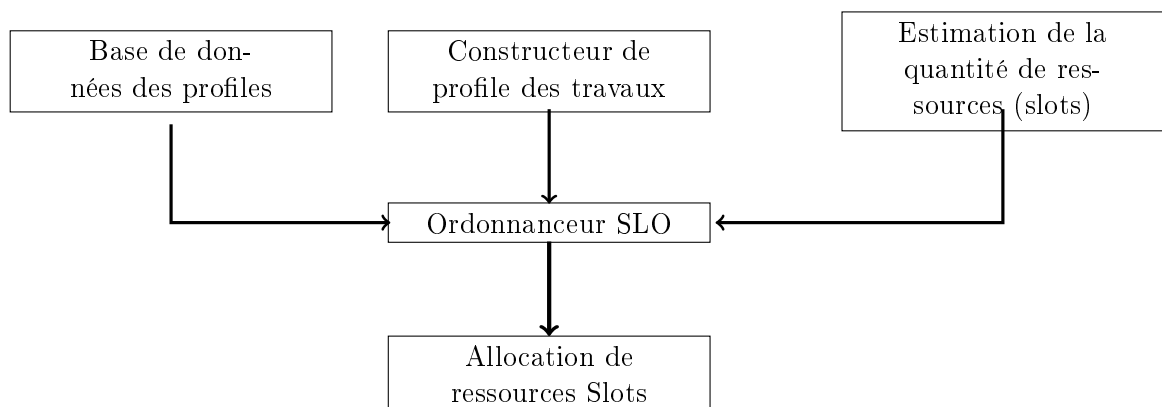 Base de don-
nées des profiles
Constructeur de
profile des travaux
Estimation de la
quantité de res-
sources (slots)
Ordonnanceur SLO
Allocation de
ressources Slots